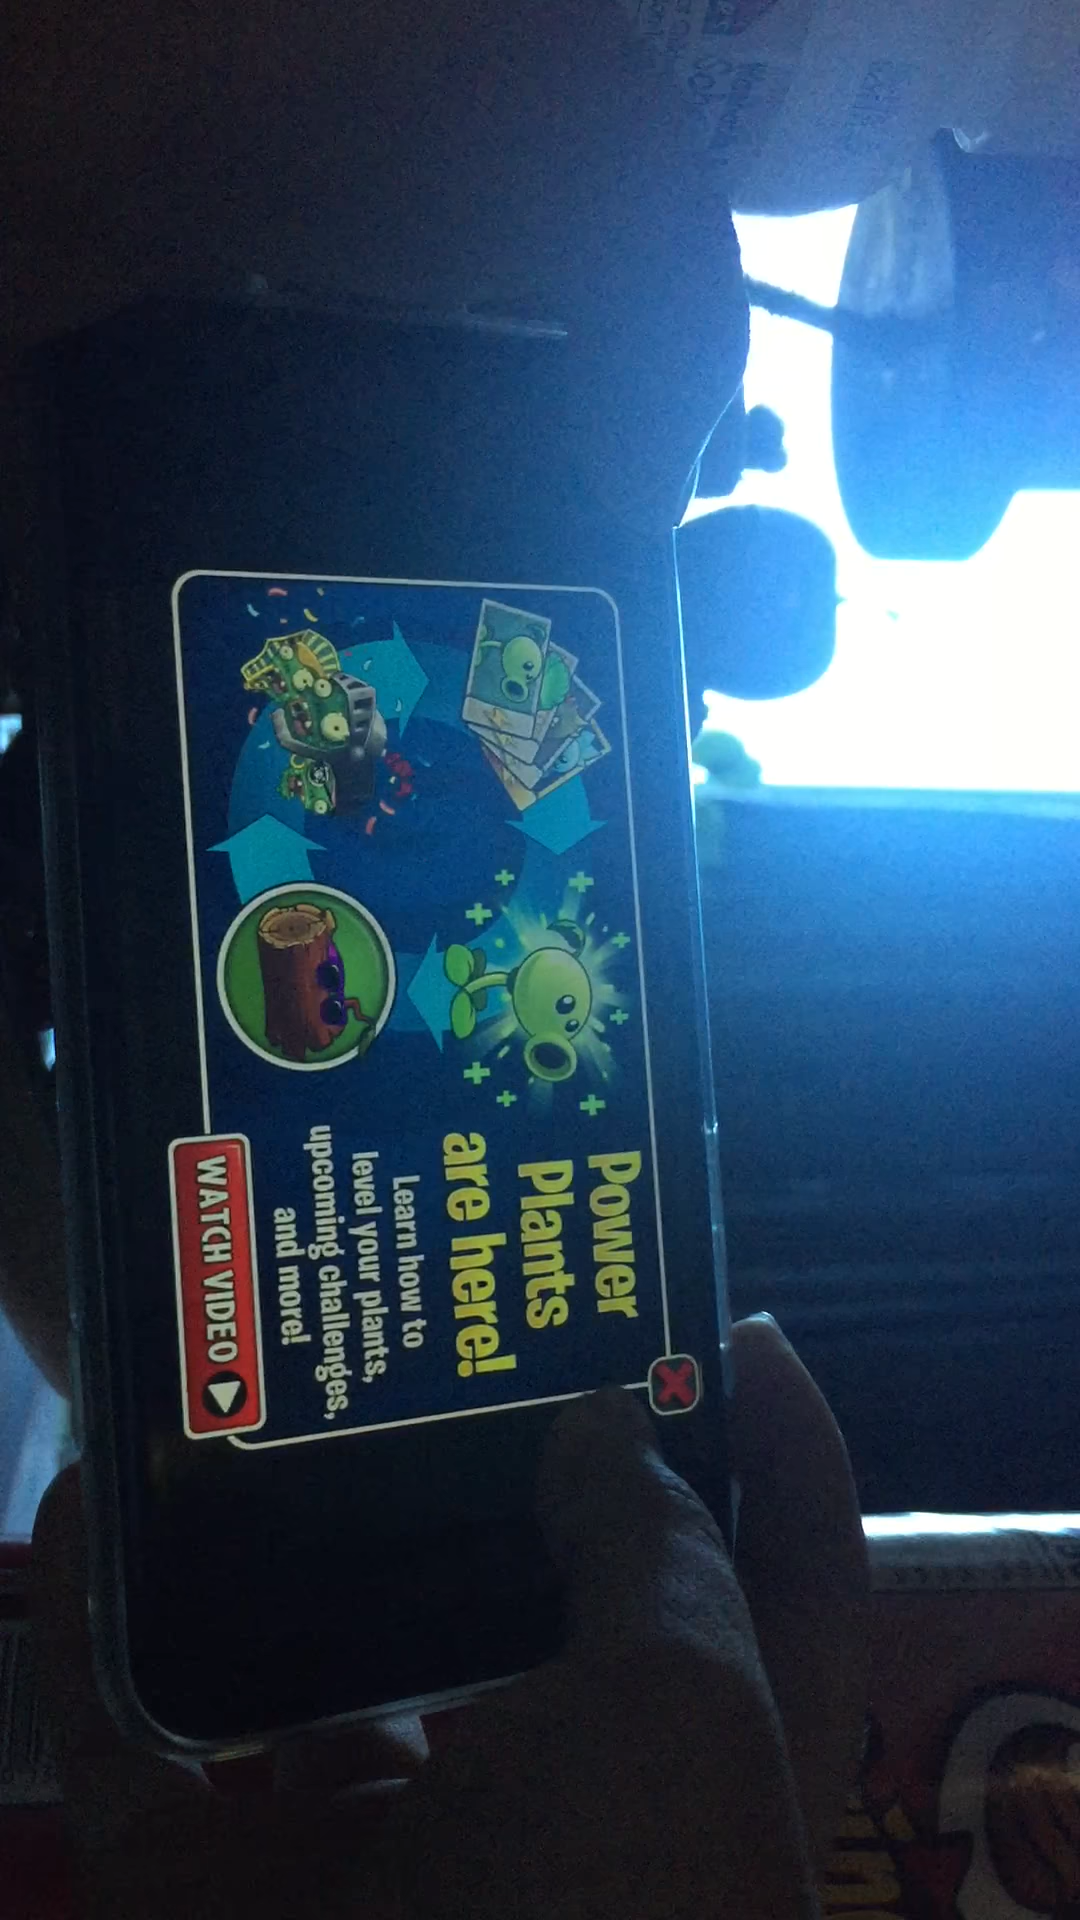 Power
Plants
are here!
Learn how to
level your plants,
upcoming challenges,
and more!
WATCH VIDEO